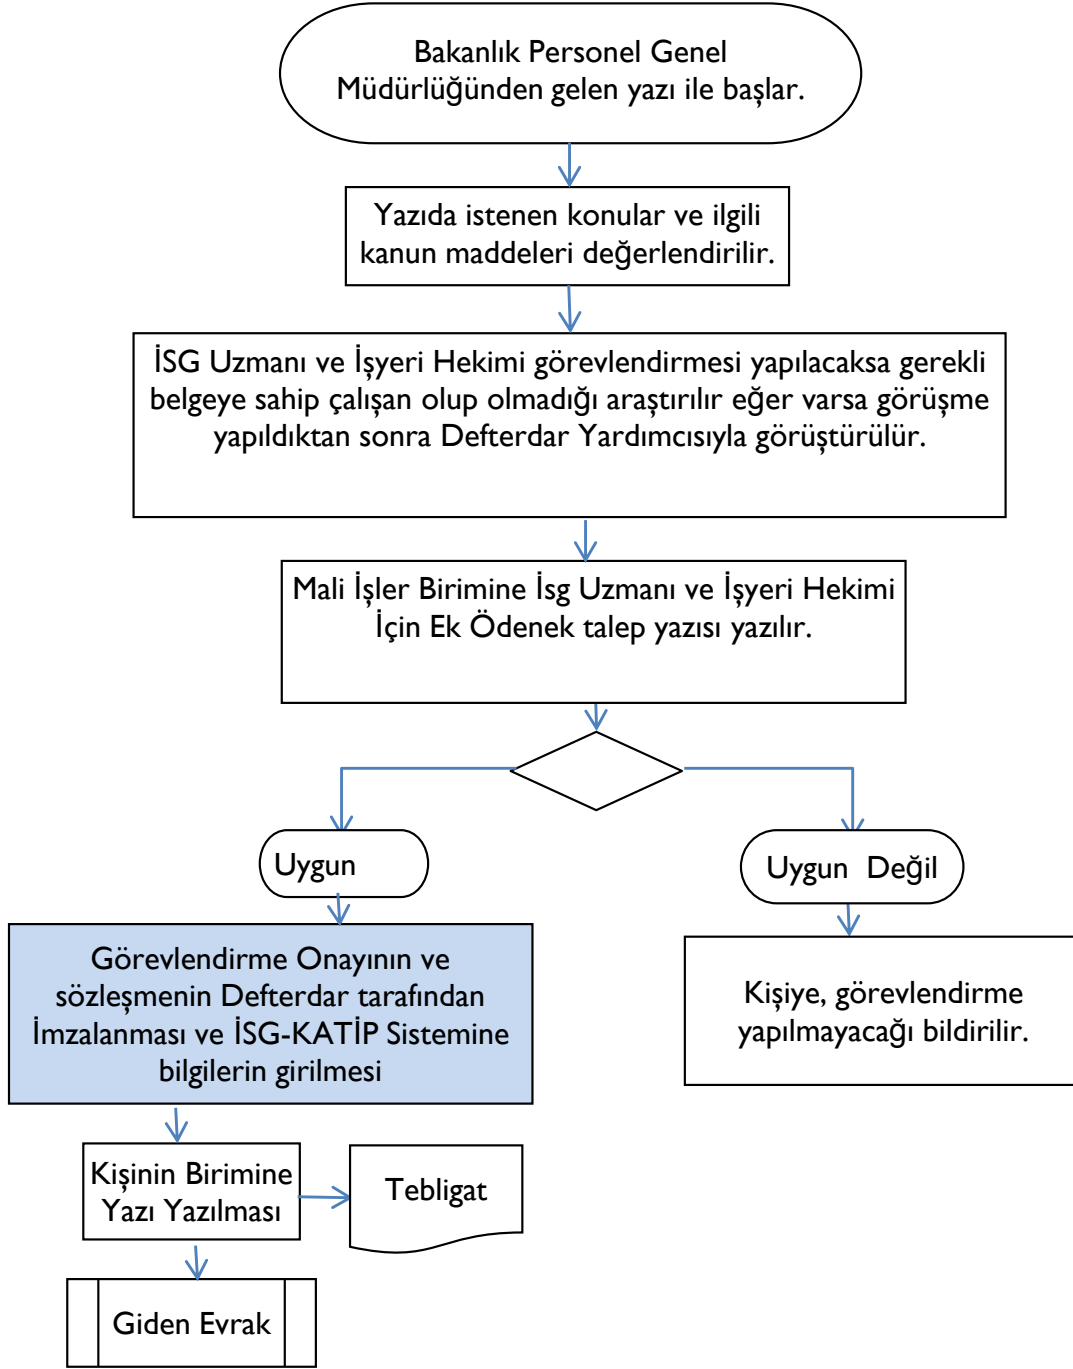 Bakanlık Personel Genel
Müdürlüğünden gelen yazı ile başlar.
Yazıda istenen konular ve ilgili
kanun maddeleri değerlendirilir.
İSG Uzmanı ve İşyeri Hekimi görevlendirmesi yapılacaksa gerekli
belgeye sahip çalışan olup olmadığı araştırılır eğer varsa görüşme
yapıldıktan sonra Defterdar Yardımcısıyla görüştürülür.
Mali İşler Birimine İsg Uzmanı ve İşyeri Hekimi
İçin Ek Ödenek talep yazısı yazılır.
Uygun
Uygun Değil
Görevlendirme Onayının ve
sözleşmenin Defterdar tarafından
İmzalanması ve İSG-KATİP Sistemine
bilgilerin girilmesi
Kişiye, görevlendirme
yapılmayacağı bildirilir.
Kişinin Birimine
Yazı Yazılması
Tebligat
Giden Evrak